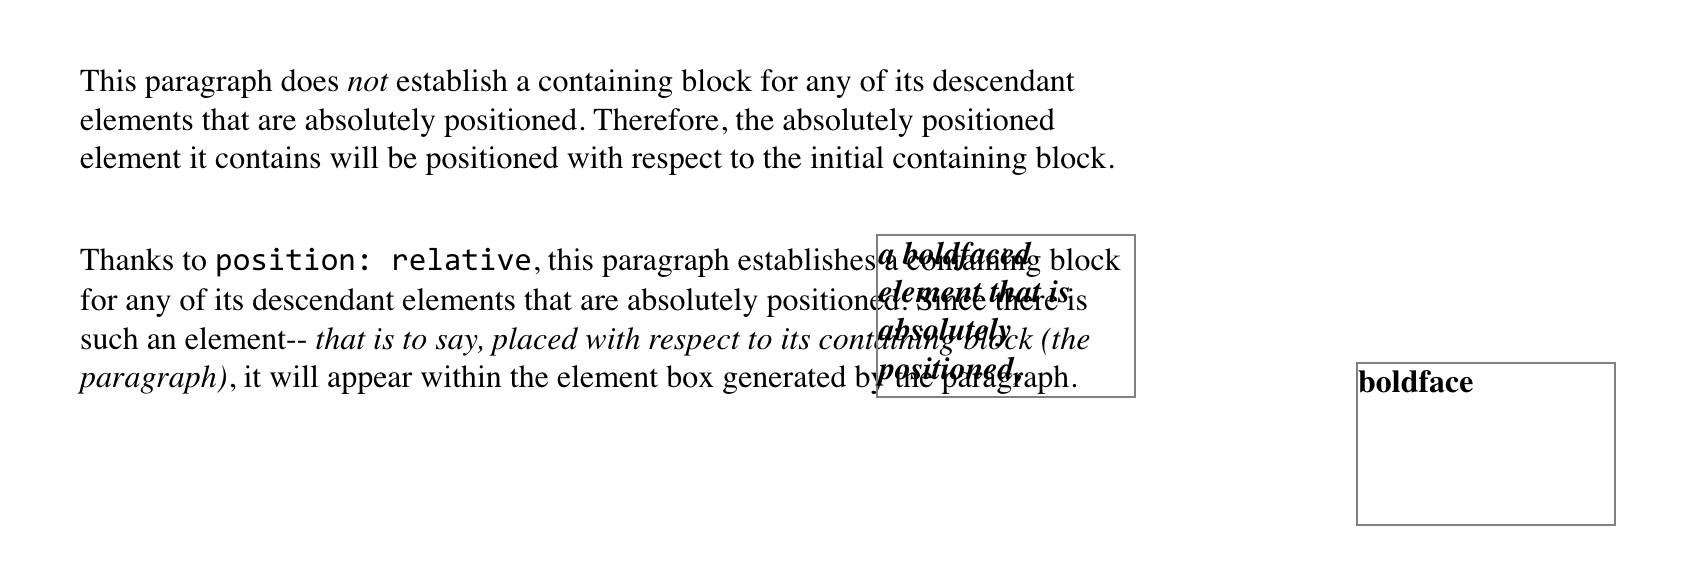 This paragraph does not establish a containing block for any of its descendant
elements that are absolutely positioned. Therefore, the absolutely positioned
element it contains will be positioned with respect to the initial containing block.
Thanks to position: relative, this paragraph establishes a containing block
for any of its descendant elements that are absolutely positioned. Since there is
such an element-- that is to say, placed with respect to its containing block (the
paragraph), it will appear within the element box generated by the paragraph.
a boldfaced
element that is
absolutely
positioned,
boldface